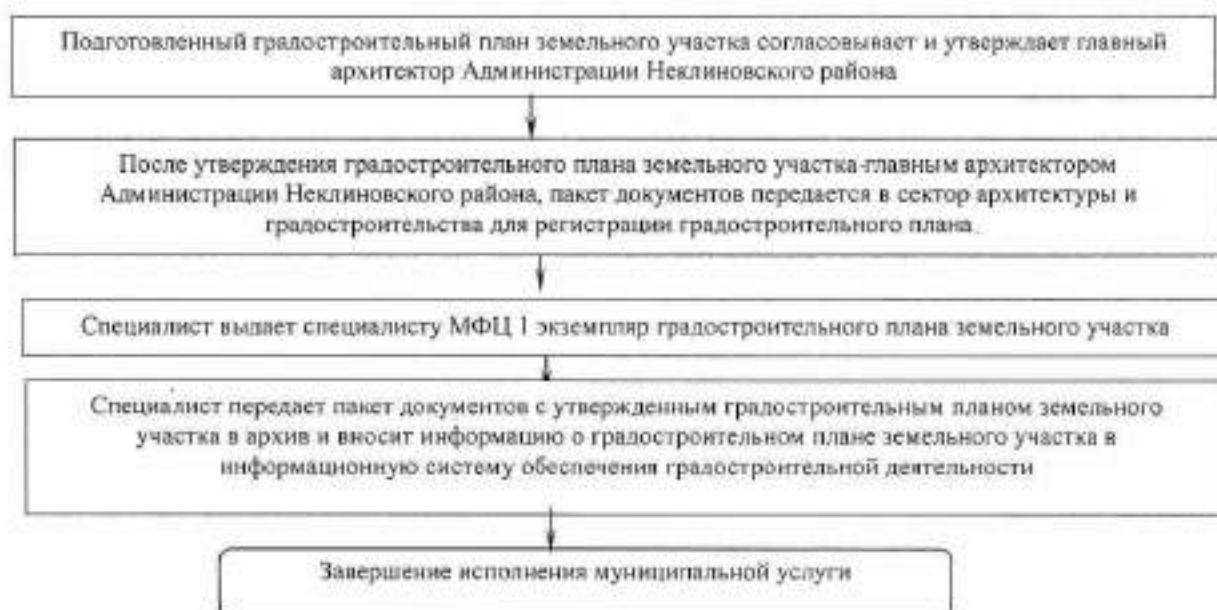 Подготовленный градостроительный план земельного участка согласовывает и утверждает главный
архитектор Администрации Неклиновского района
После утверждения градостроительного плана земельного участка-главным архитектором
Администрации Неклиновского район, пакет документов передается в сектор архитектуры и
градостроительства для регистрации градостроительного плана.
Специалист выдает специалисту МФЦ 1 экземпляр градостроительного плана земельного участка
Специалист передает пакет документов с утвержденным градостроительным планом земельного
участка в архив и вносит информацию о градостроительном плане земельного участка в
информационную систему обеспечения градостроительной деятельности
Завершение исполнения муниципальной услуги